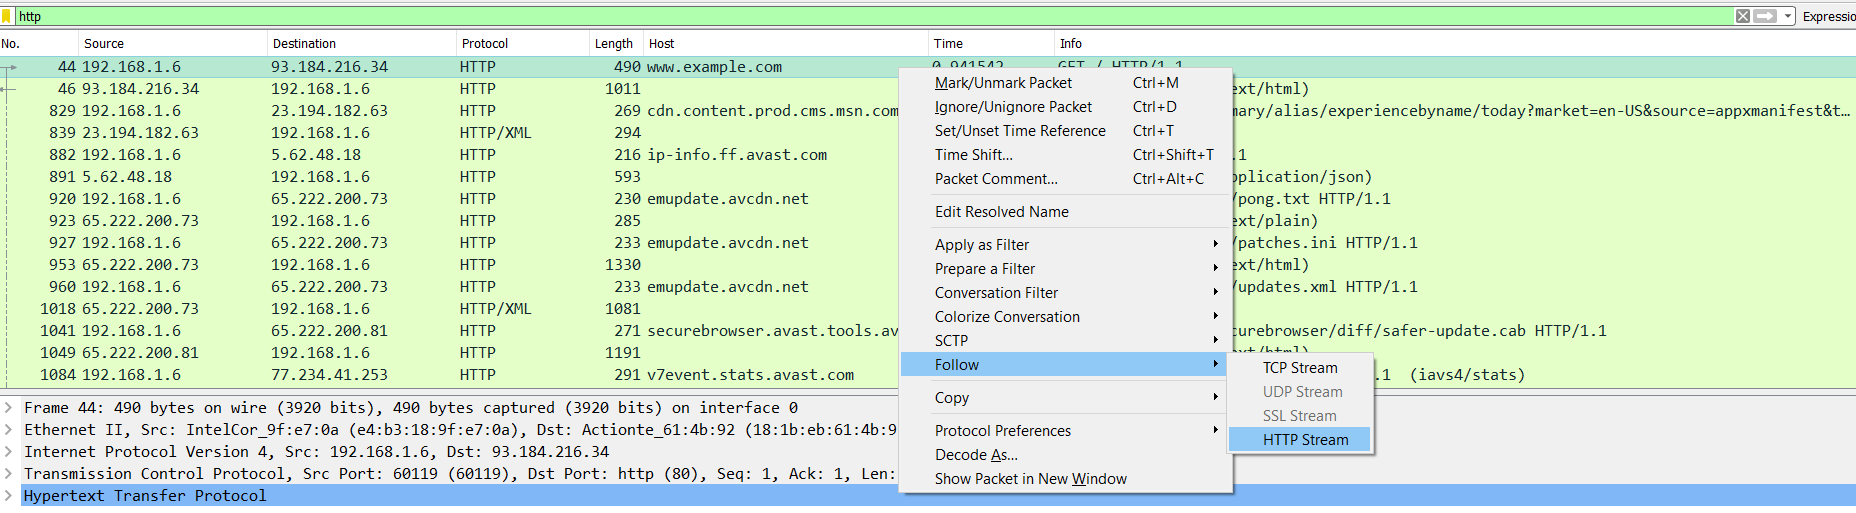 http Expressio
No. Source Destination Protocol Length Host Time Info
44 192.168.1.6 93.184.216.34 HTTP 490 www.example.com 0.941542 GET / HTTP/1.1
46 93.184.216.34 192.168.1.6 HTTP 1011 ext/html)
829 192.168.1.6 23.194.182.63 HTTP 269 cdn.content.prod.cms.msn.com mary/alias/experiencebyname/today?market=en-US&source=appxmanifest&t…
839 23.194.182.63 192.168.1.6 HTTP/XML 294
882 192.168.1.6 5.62.48.18 HTTP 216 ip-info.ff.avast.com .1
891 5.62.48.18 192.168.1.6 HTTP 593 pplication/json)
920 192.168.1.6 65.222.200.73 HTTP 230 emupdate.avcdn.net /pong.txt HTTP/1.1
923 65.222.200.73 192.168.1.6 HTTP 285 ext/plain)
927 192.168.1.6 65.222.200.73 HTTP 233 emupdate.avcdn.net /patches.ini HTTP/1.1
953 65.222.200.73 192.168.1.6 HTTP 1330 ext/html)
960 192.168.1.6 65.222.200.73 HTTP 233 emupdate.avcdn.net /updates.xml HTTP/1.1
1018 65.222.200.73 192.168.1.6 HTTP/XML 1081
1041 192.168.1.6 65.222.200.81 HTTP 271 securebrowser.avast.tools.av curebrowser/diff/safer-update.cab HTTP/1.1
1049 65.222.200.81 192.168.1.6 HTTP 1191 ext/html)
1084 192.168.1.6 77.234.41.253 HTTP 291 v7event.stats.avast.com .1 (iavs4/stats)
Mark/Unmark Packet Ctrl+M
Ignore/Unignore Packet Ctrl+D
Set/Unset Time Reference Ctrl+T
Time Shift... Ctrl+Shift+T
Packet Comment... Ctrl+Alt+C
Edit Resolved Name
Apply as Filter
Prepare a Filter
Conversation Filter
Colorize Conversation
SCTP
Follow
Copy
Protocol Preferences
Decode As...
Show Packet in New Window
TCP Stream
UDP Stream
SSL Stream
HTTP Stream
Frame 44: 490 bytes on wire (3920 bits), 490 bytes captured (3920 bits) on interface 0
Ethernet II, Src: IntelCor_9f:e7:0a (e4:b3:18:9f:e7:0a), Dst: Actionte_61:4b:92 (18:1b:eb:61:4b:9
Internet Protocol Version 4, Src: 192.168.1.6, Dst: 93.184.216.34
Transmission Control Protocol, Src Port: 60119 (60119), Dst Port: http (80), Seq: 1, Ack: 1, Len:
Hypertext Transfer Protocol